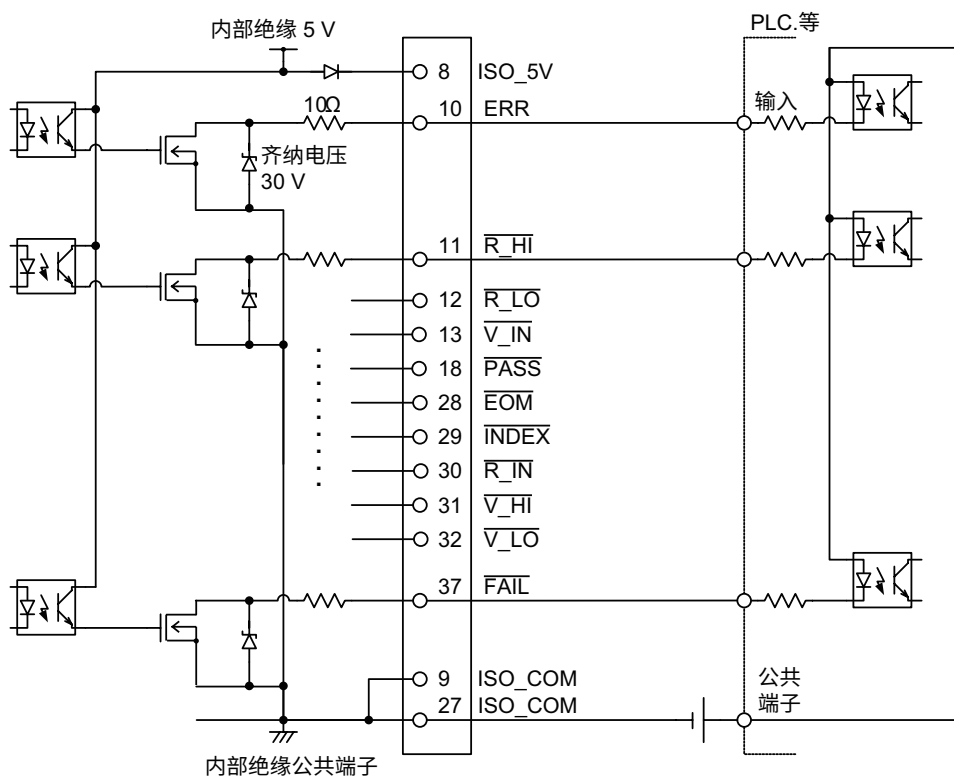 内部绝缘 5 V
PLC.等
8 ISO_5V
10Ω
10 ERR
输入
齐纳电压
30 V
11 R_HI
12 R_LO
13 V_IN
18 PASS
28 EOM
29 INDEX
30 R_IN
31 V_HI
32 V_LO
37 FAIL
9 ISO_COM
公共
端子
27 ISO_COM
内部绝缘公共端子